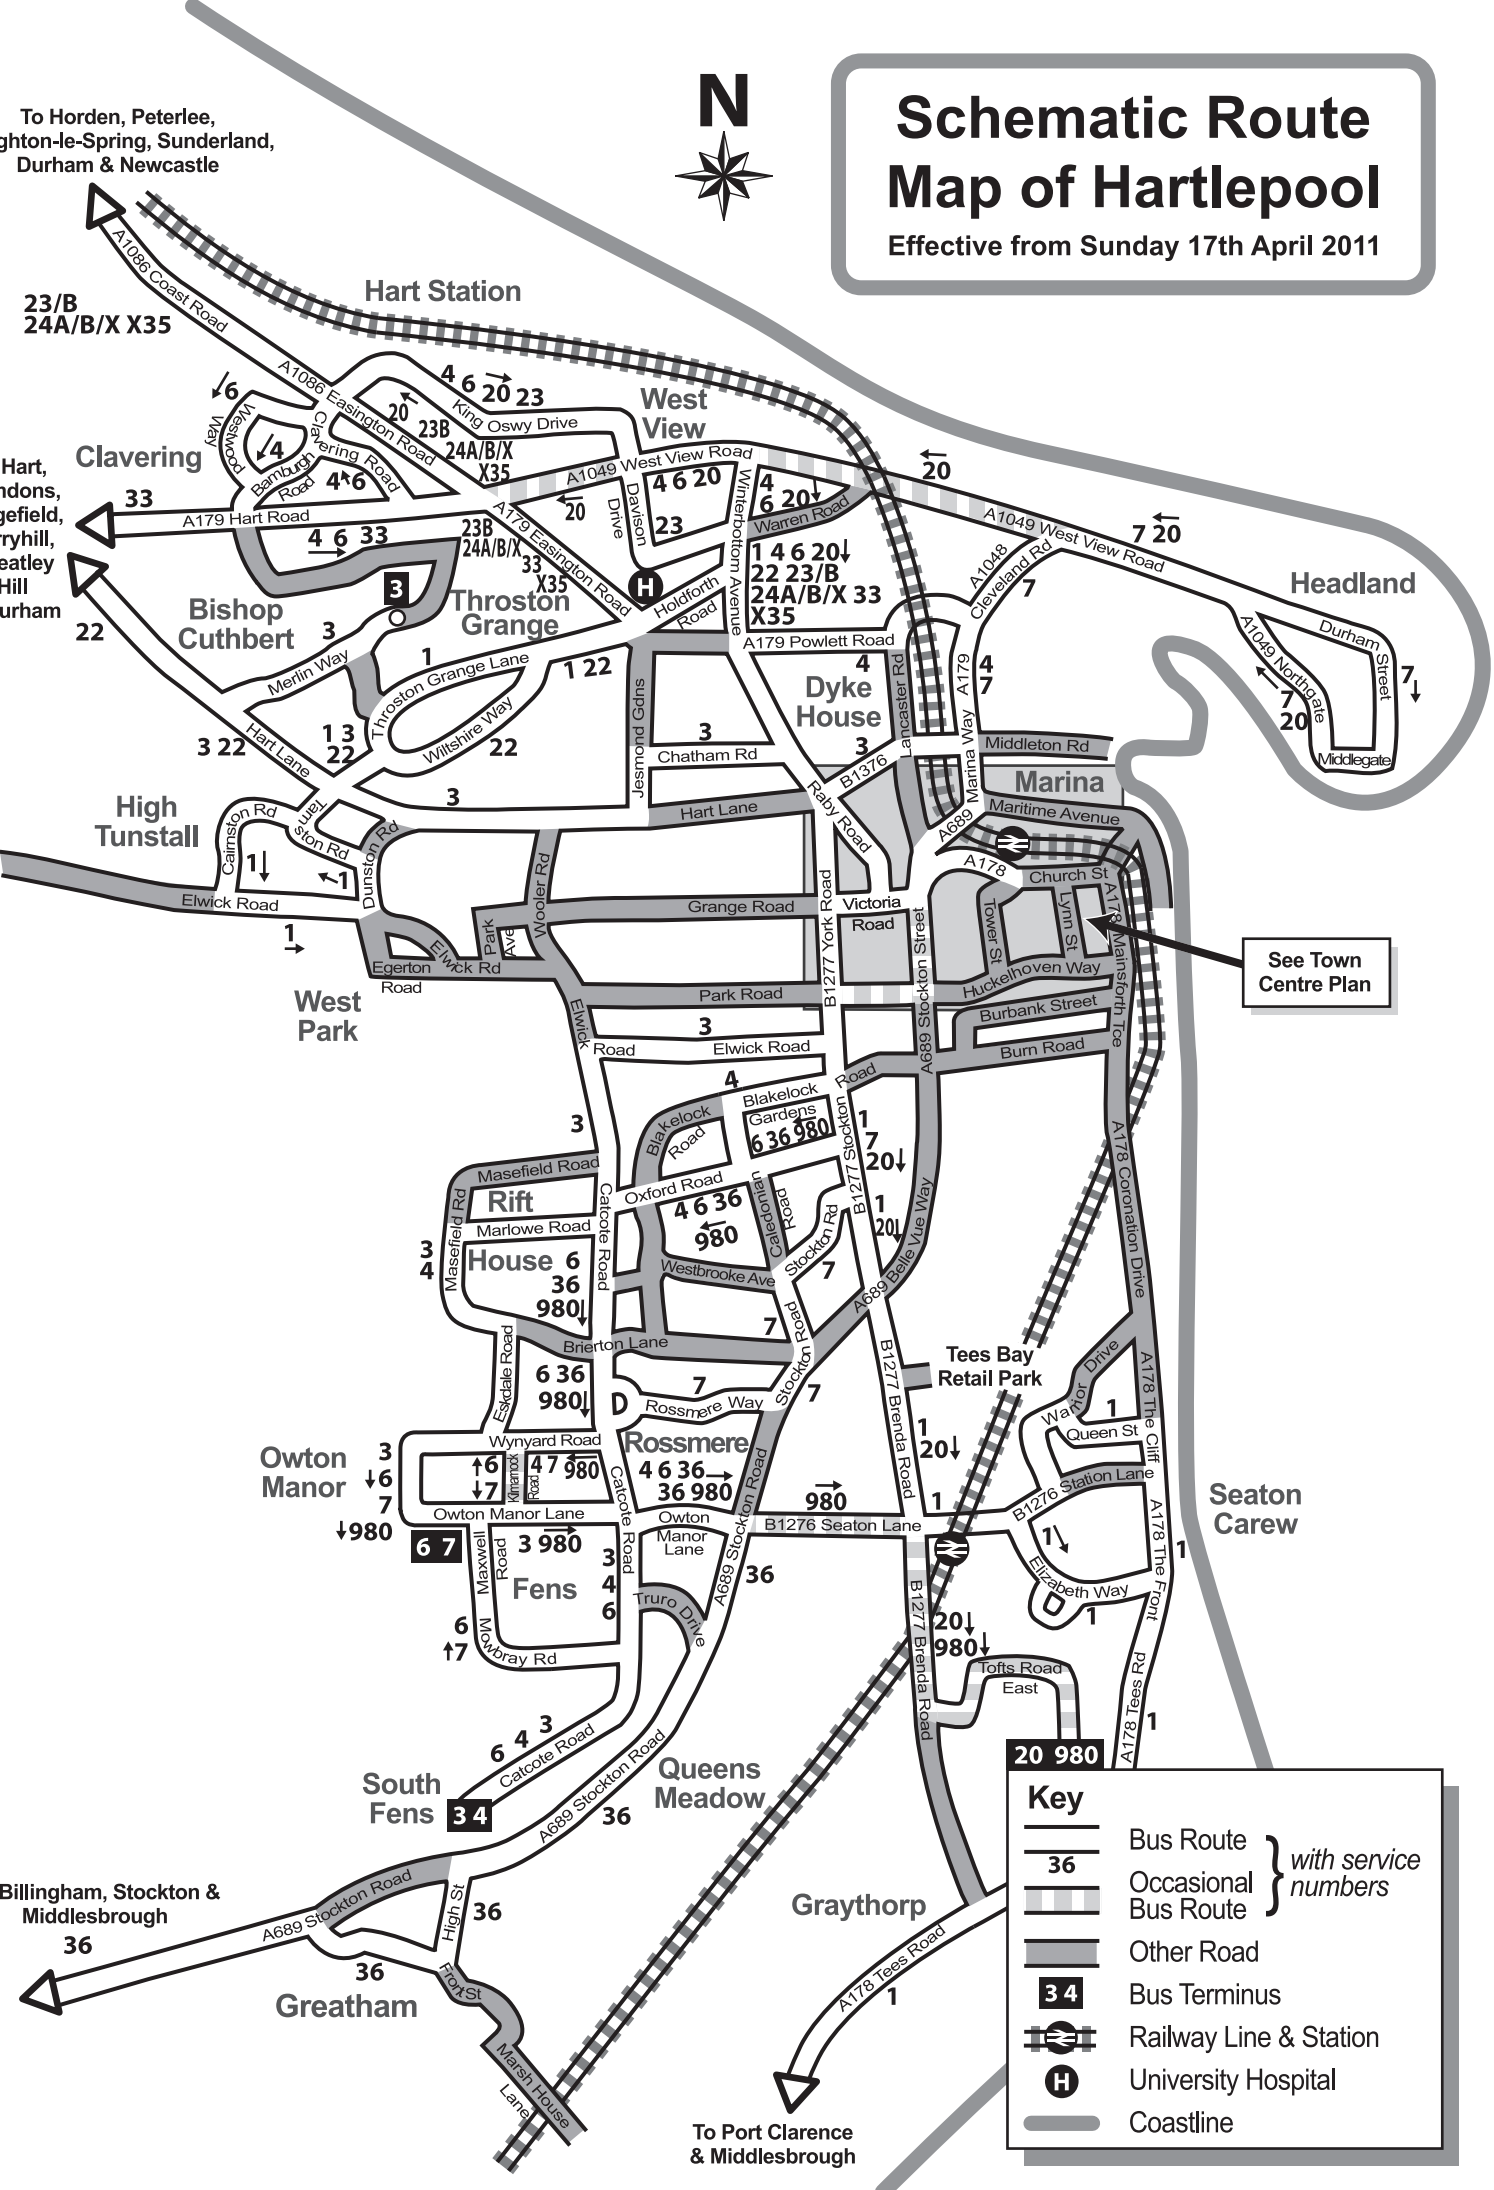 Schematic Route
Map of Hartlepool
Effective from Sunday 17th April 2011
N
To Horden, Peterlee,
ghton-le-Spring, Sunderland,
Durham & Newcastle
A1086 Coast Road
23/B
24A/B/X X35
Hart Station
A1086 Easington Road
6
Westwood
Way
4
Bamburgh
Road
Clavering Road
4 6
Clavering
4 6 20 23
King Oswy Drive
20
23B
24A/B/X
X35
West
View
A1049 West View Road
20
4 6 20
Davison
Drive
23
Winterbottom Avenue
4
6 20
Warren Road
20
A1049 West View Road
7 20
Hart,
ndons,
gefield,
rryhill,
eatley
Hill
urham
33
A179 Hart Road
4 6 33
23B
24A/B/X
33
X35
A179 Easington Road
22
Bishop
Cuthbert
3
3
Merlin Way
Throston
Grange
H
Holdforth
Road
1 4 6 20
22 23/B
24A/B/X 33
X35
A179 Powlett Road
A1048
Cleveland Rd
7
Headland
A1049 Northgate
7
20
Durham
Street
7
Middlegate
1
Throston Grange Lane
1 22
Wiltshire Way
22
1 3
22
3 22
Hart Lane
Jesmond Gdns
3
Chatham Rd
4
Dyke
House
3
B1376
Lancaster Rd
A179
4
7
Marina Way
Middleton Rd
Marina
Maritime Avenue
A689
High
Tunstall
Cairnston Rd
Tarnston Rd
1
1
Dunston Rd
3
Hart Lane
Raby Road
A178
Church St
Elwick Road
1
Wooler Rd
Park
Ave
Grange Road
B1277 York Road
Victoria
Road
A689 Stockton Street
Tower St
Lynn St
A178 Mainsforth Tce
See Town
Centre Plan
Egerton
Road
Elwick Rd
West
Park
Park Road
Huckelhoven Way
Burbank Street
Burn Road
Elwick
Road
3
Elwick Road
3
4
Blakelock
Road
Blakelock
Gardens
6 36 980
Blakelock
Road
B1277 Stockton
1
7
20
1
20
A689 Belle Vue Way
A178 Coronation Drive
Masefield Road
Rift
House
Marlowe Road
Masefield Rd
3
4
Oxford Road
4 6 36
980
Caledonian
Road
Catcote Road
6
36
980
Westbrooke Ave
Stockton Rd
7
Brierton Lane
7
Stockton Road
7
Eskdale Road
6 36
980
7
Rossmere Way
Rossmere
B1277 Brenda Road
Tees Bay
Retail Park
Warrior Drive
1
Queen St
A178 The Cliff
Owton
Manor
Wynyard Road
3
6
7
980
6
7
Kilmarnock
Road
4 7 980
Catcote Road
4 6 36
36 980
Owton Manor Lane
Owton
Manor
Lane
A689 Stockton Road
980
B1276 Seaton Lane
1
20
1
B1276 Station Lane
1
Elizabeth Way
1
A178 The Front
1
Seaton
Carew
6 7
Maxwell
Road
3 980
Fens
3
4
6
Truro Drive
36
6
7
Mowbray Rd
B1277 Brenda Road
20
980
Tofts Road
East
20 980
A178 Tees Rd
1
6 4 3
Catcote Road
South
Fens
3 4
Queens
Meadow
A689 Stockton Road
36
Billingham, Stockton &
Middlesbrough
36
A689 Stockton Road
High St
36
36
Greatham
Front St
Marsh House
Lane
Graythorp
A178 Tees Road
1
To Port Clarence
& Middlesbrough
Key
Bus Route
36
Occasional
Bus Route
with service
numbers
Other Road
3 4
Bus Terminus
Railway Line & Station
H
University Hospital
Coastline